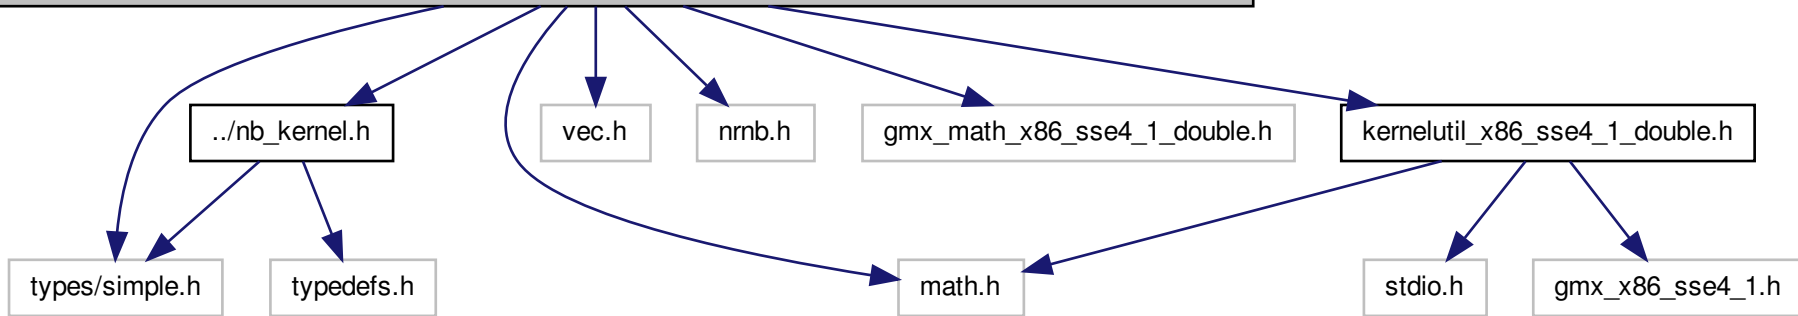 ../nb_kernel.h
vec.h
nrnb.h
gmx_math_x86_sse4_1_double.h
kernelutil_x86_sse4_1_double.h
types/simple.h
typedefs.h
math.h
stdio.h
gmx_x86_sse4_1.h